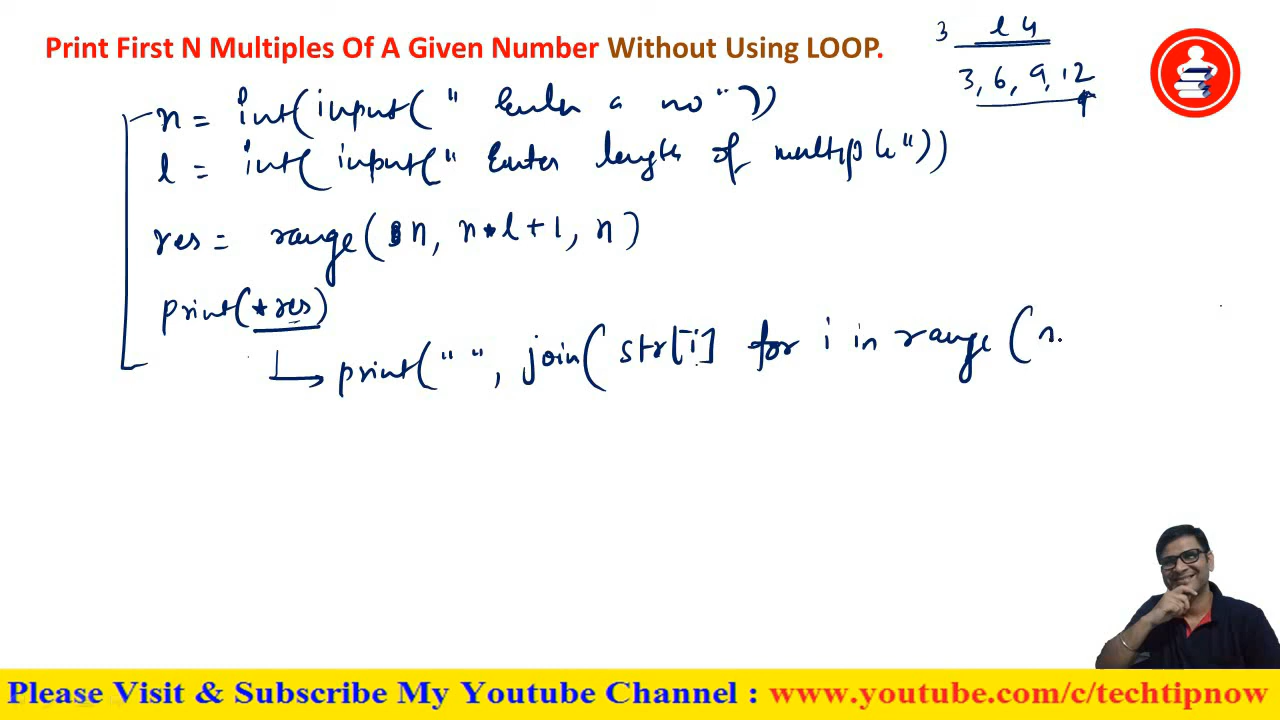 Print First N Multiples Of A Given Number Without Using LOOP.
3 l 4
3, 6, 9, 12
n = int(input(" Enter a no "))
l = int(input(" Enter length of multiple "))
res = range( n, n*l+1, n )
print(*res)
print(" ", join( str[i] for i in range ( n
Please Visit & Subscribe My Youtube Channel : www.youtube.com/c/techtipnow